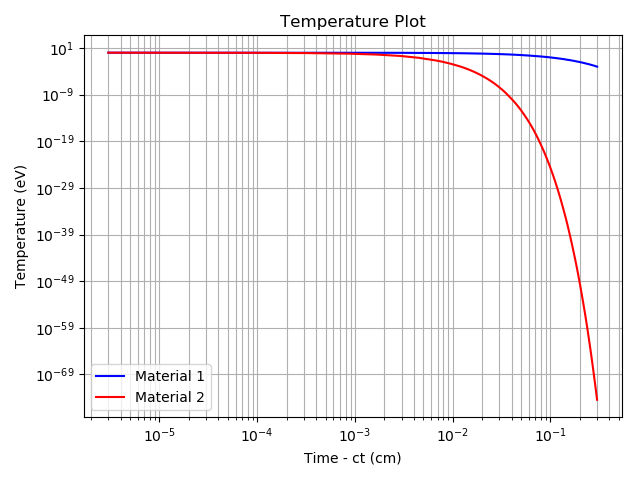 Temperature Plot
Temperature (eV)
10^1
10^-9
10^-19
10^-29
10^-39
10^-49
10^-59
10^-69
Material 1
Material 2
10^-5 10^-4 10^-3 10^-2 10^-1
Time - ct (cm)